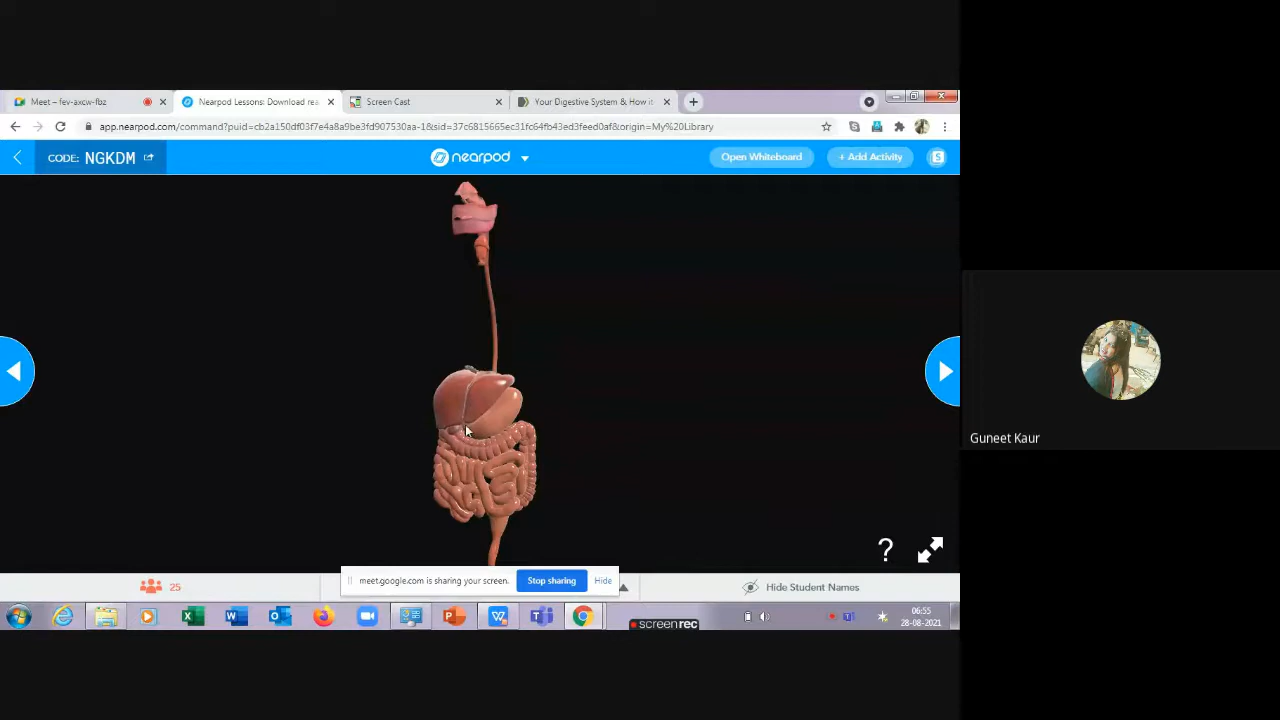 Meet – fev-axcw-fbz
Nearpod Lessons: Download rea
Screen Cast
Your Digestive System & How it
app.nearpod.com/command?puid=cb2a150df03f7e4a8a9be3fd907530aa-1&sid=37c6815665ec31fc64fb43ed3feed0af&origin=My%20Library
CODE: NGKDM
nearpod
Open Whiteboard
+ Add Activity
S
Guneet Kaur
?
25
meet.google.com is sharing your screen.
Stop sharing
Hide
Hide Student Names
screenrec
06:55
28-08-2021